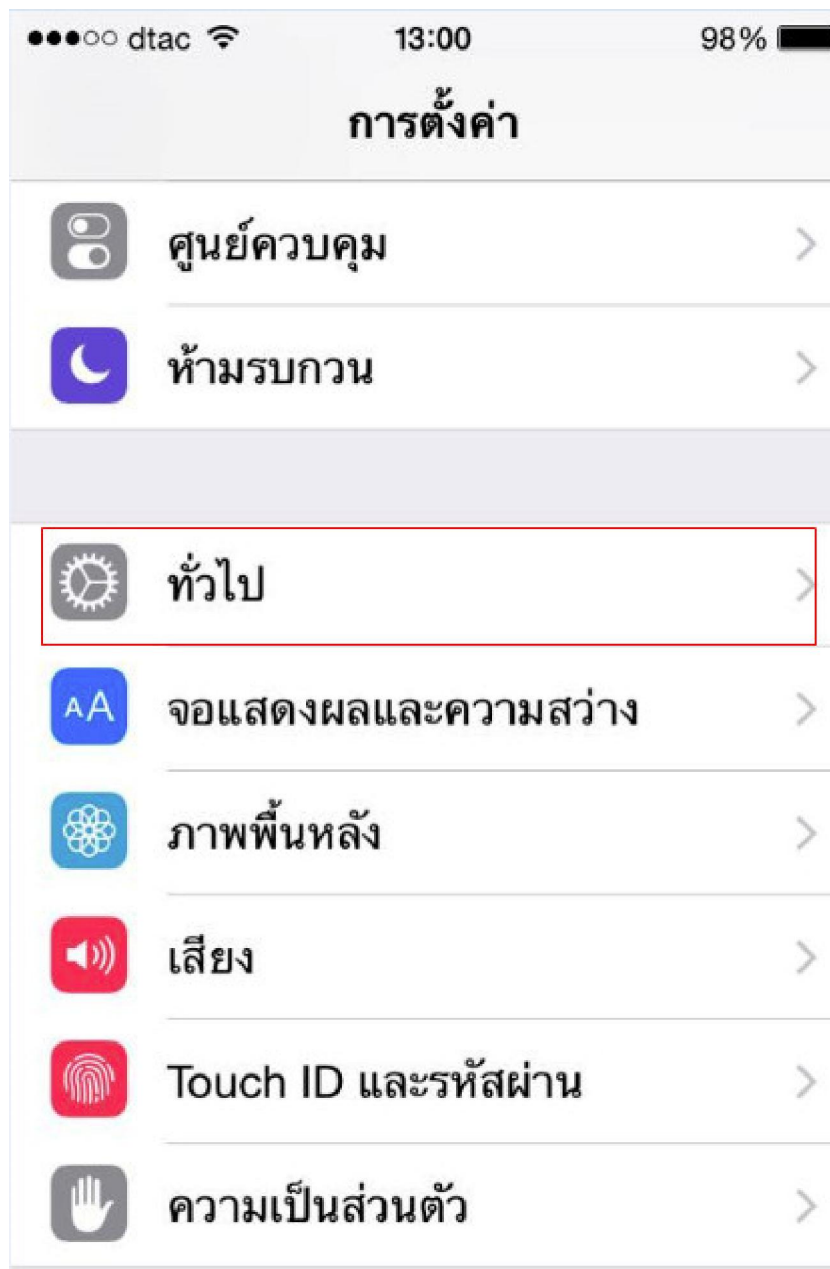 dtac 13:00 98%
การตั้งค่า
ศูนย์ควบคุม
ห้ามรบกวน
ทั่วไป
AA จอแสดงผลและความสว่าง
ภาพพื้นหลัง
เสียง
Touch ID และรหัสผ่าน
ความเป็นส่วนตัว